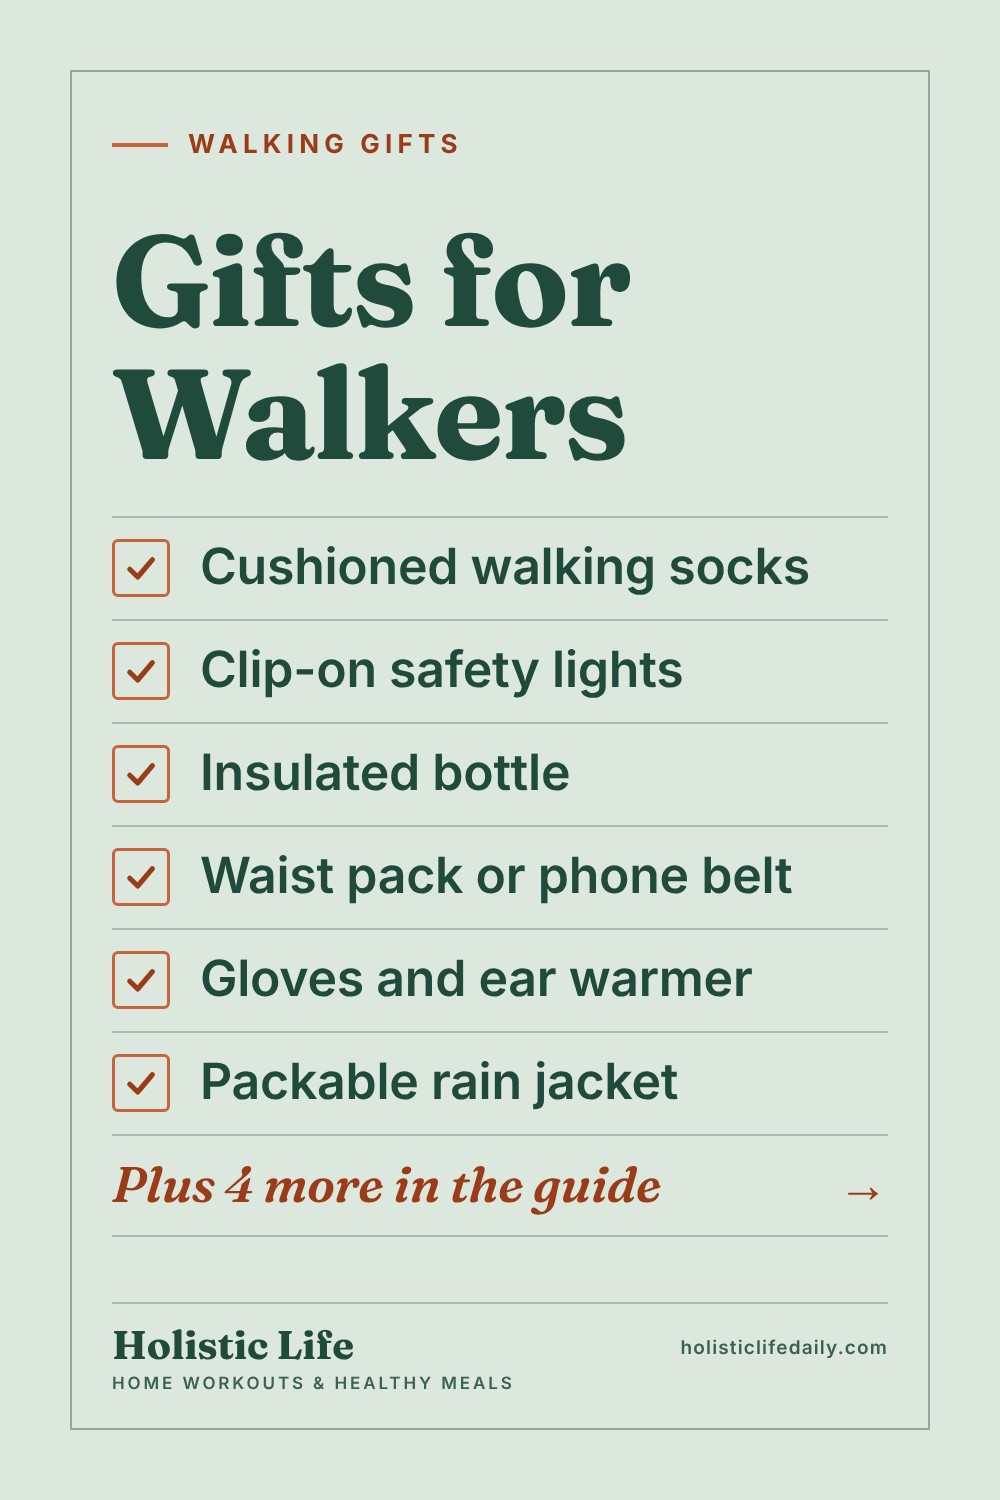 WALKING GIFTS
Gifts for
Walkers
Cushioned walking socks
Clip-on safety lights
Insulated bottle
Waist pack or phone belt
Gloves and ear warmer
Packable rain jacket
Plus 4 more in the guide →
Holistic Life
holisticlifedaily.com
HOME WORKOUTS & HEALTHY MEALS